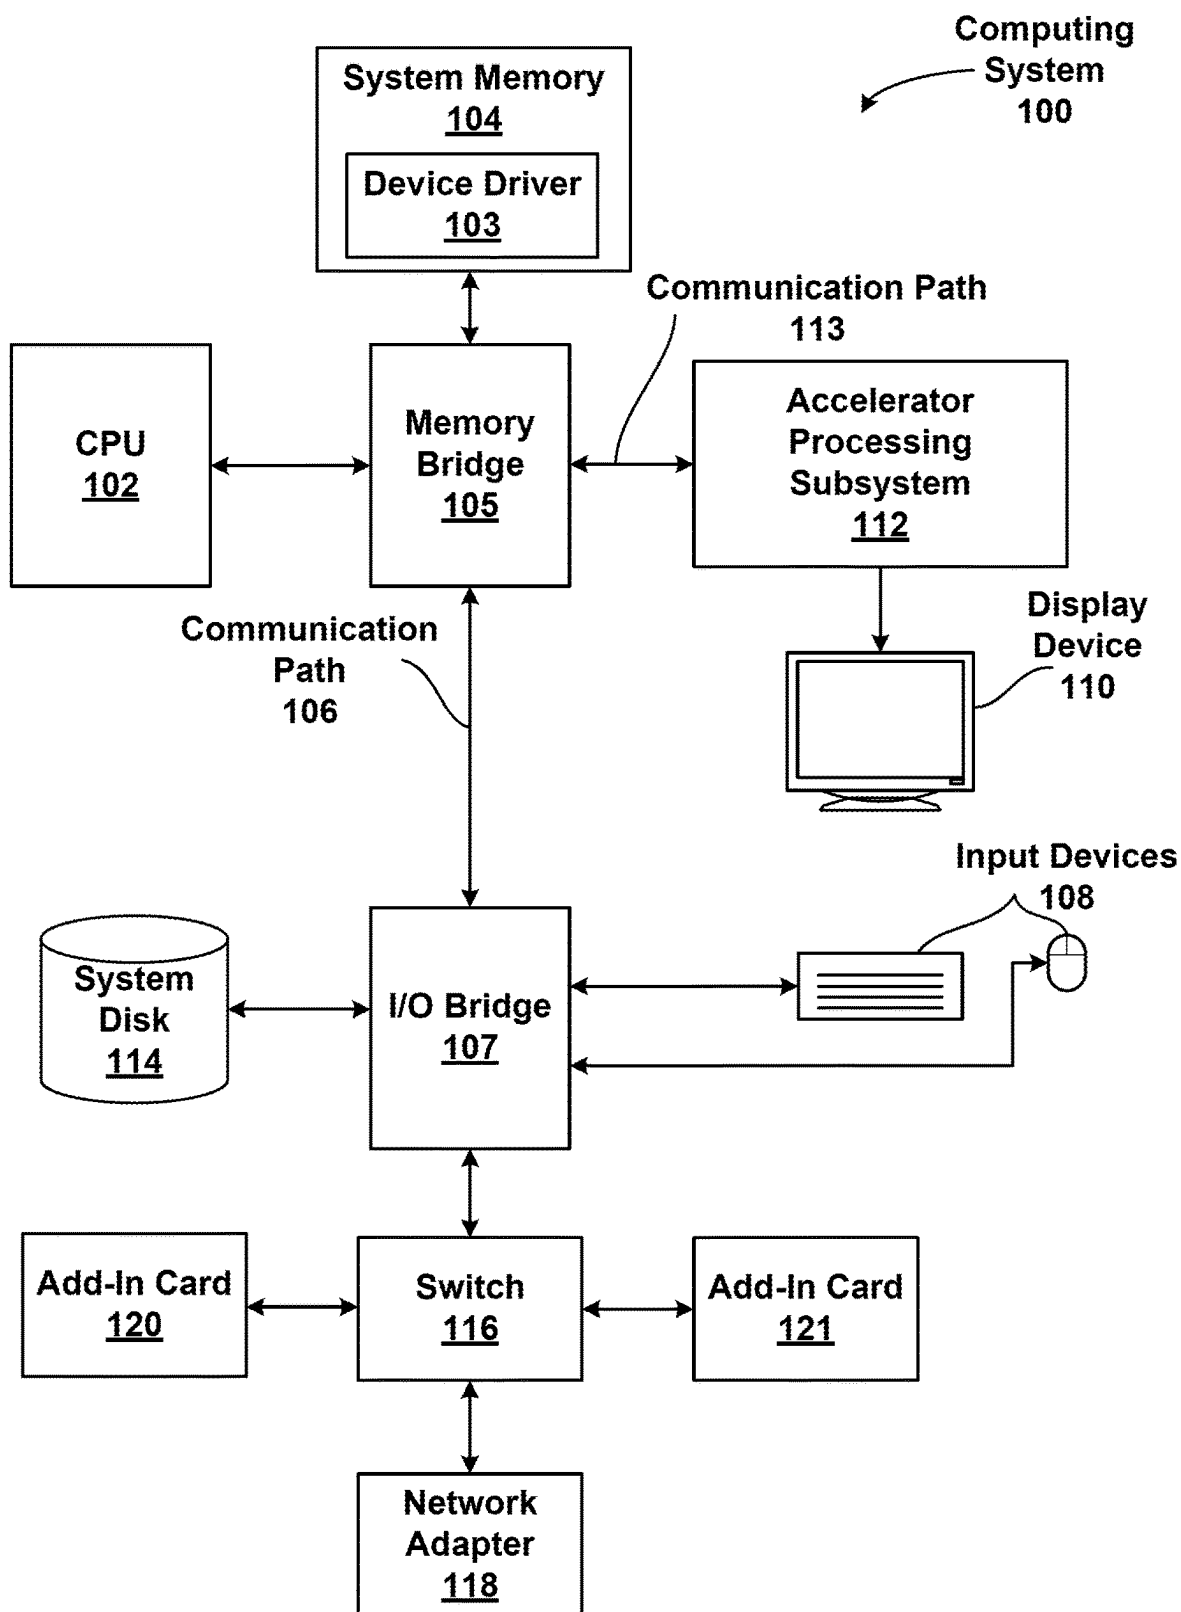 Computing
System
100
System Memory
104
Device Driver
103
Communication Path
113
CPU
102
Memory
Bridge
105
Accelerator
Processing
Subsystem
112
Communication
Path
106
Display
Device
110
Input Devices
108
System
Disk
114
I/O Bridge
107
Add-In Card
120
Switch
116
Add-In Card
121
Network
Adapter
118